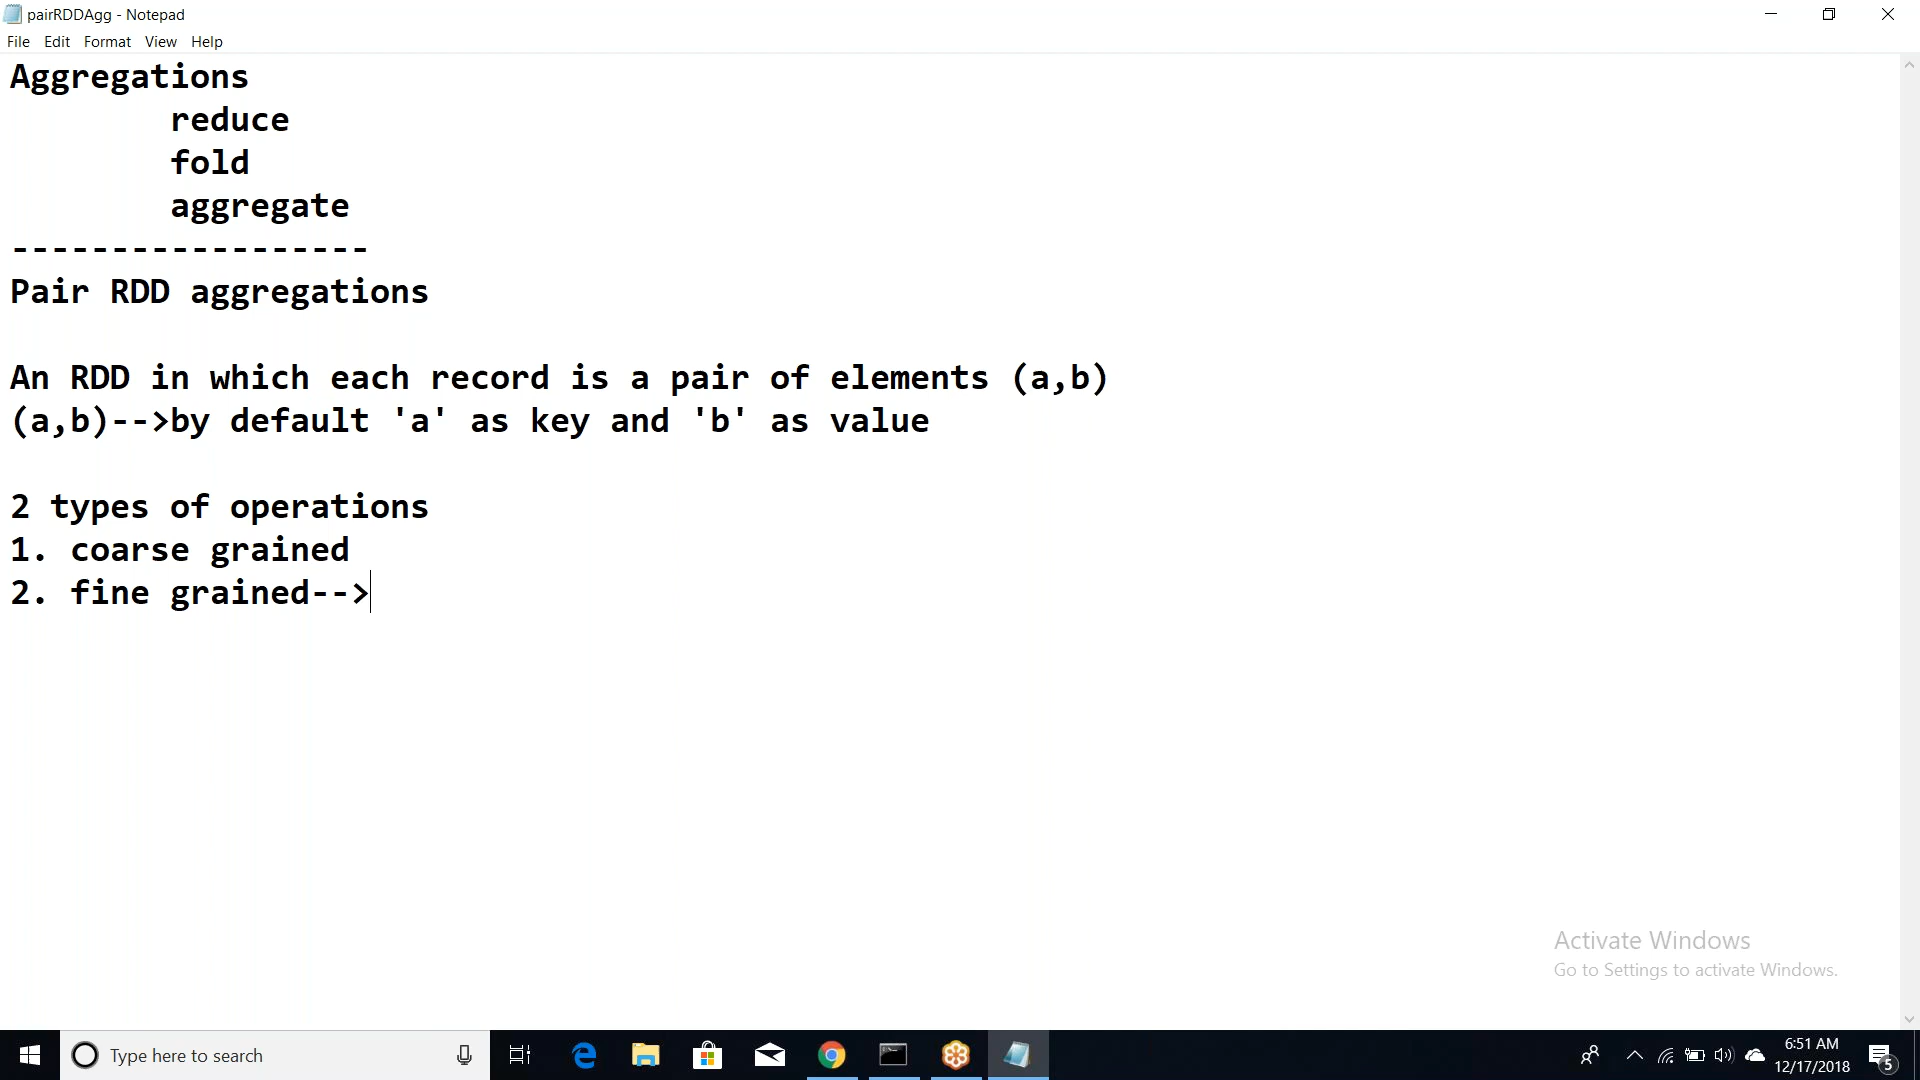 pairRDDAgg - Notepad
File Edit Format View Help
Aggregations
reduce
fold
aggregate
------------------
Pair RDD aggregations
An RDD in which each record is a pair of elements (a,b)
(a,b)-->by default 'a' as key and 'b' as value
2 types of operations
1. coarse grained
2. fine grained-->
Activate Windows
Go to Settings to activate Windows.
Type here to search
6:51 AM
12/17/2018
5